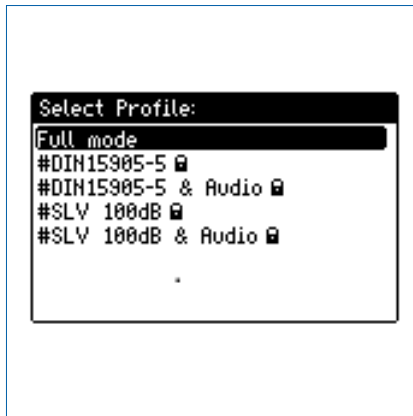 Select Profile:
Full mode
#DIN15905-5
#DIN15905-5 & Audio
#SLV 100dB
#SLV 100dB & Audio